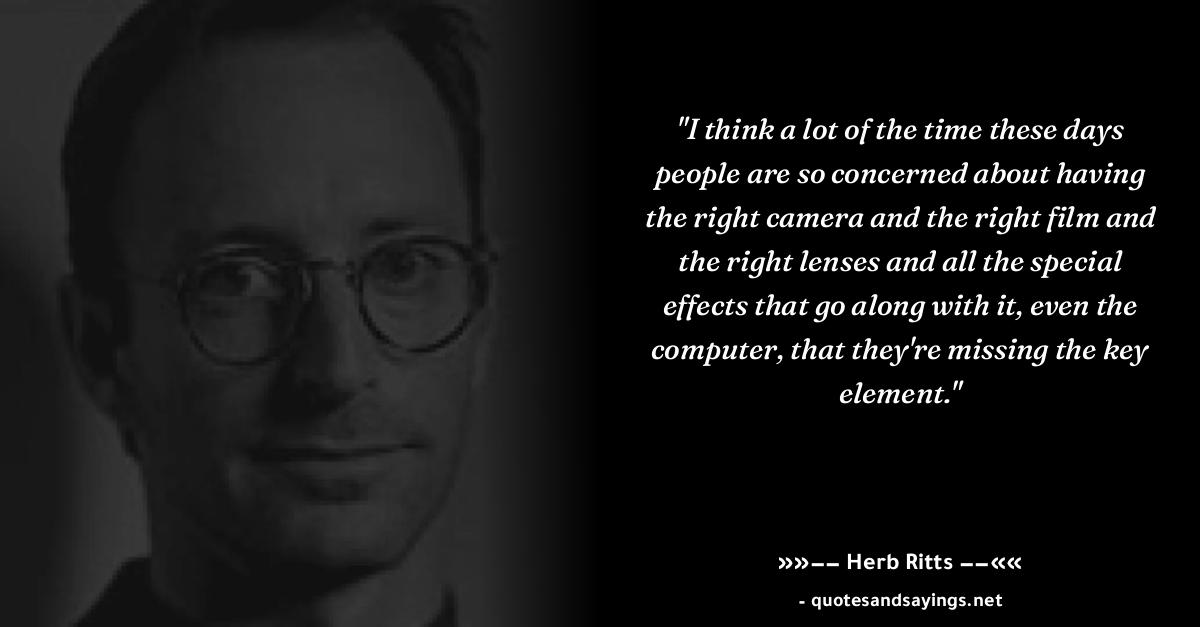 "I think a lot of the time these days
people are so concerned about having
the right camera and the right film and
the right lenses and all the special
effects that go along with it, even the
computer, that they're missing the key
element."
»»−− Herb Ritts −−««
- quotesandsayings.net